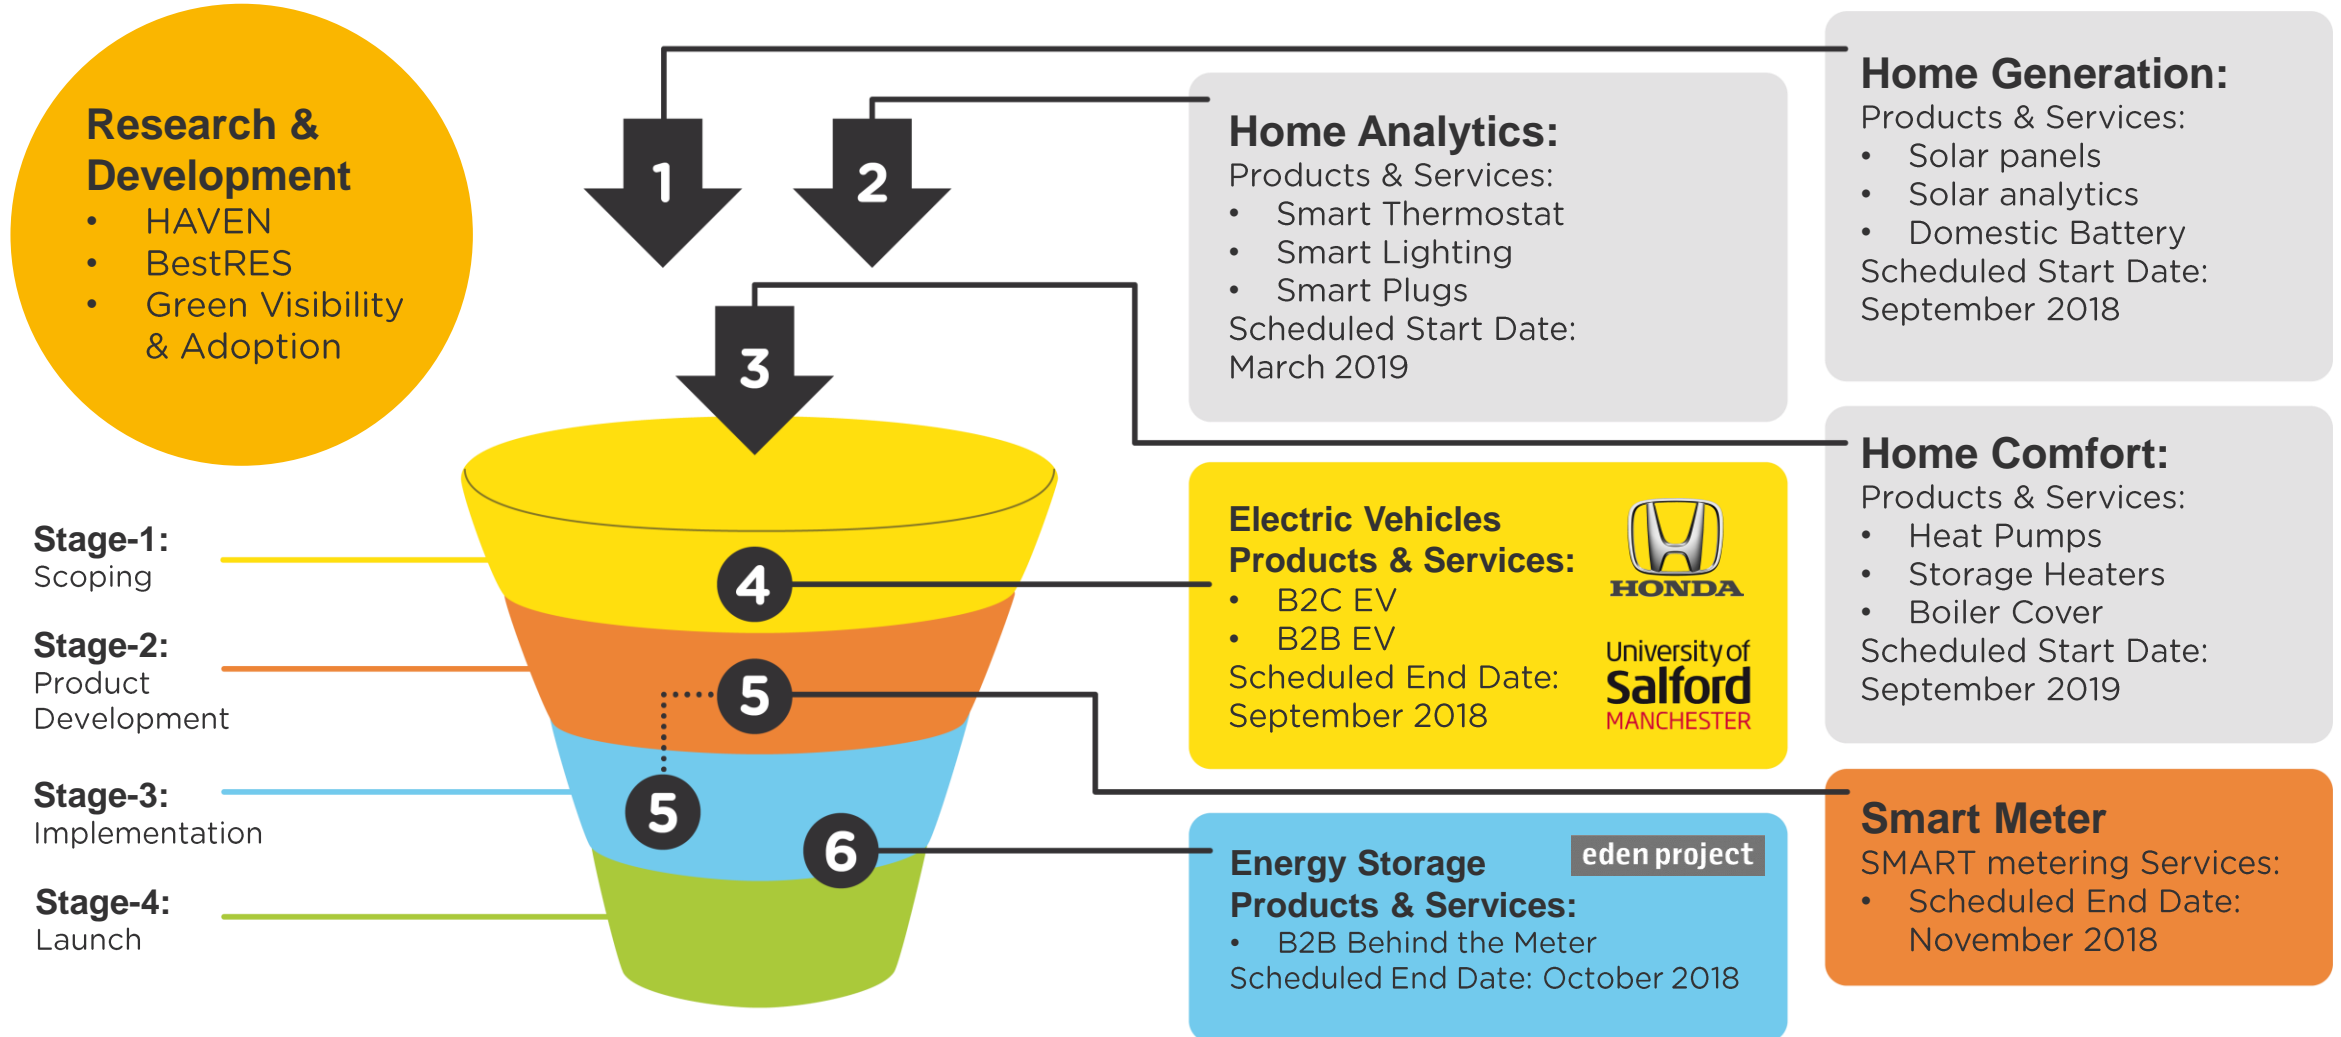 Research &
Development
• HAVEN
• BestRES
• Green Visibility
& Adoption
1
2
3
Home Analytics:
Products & Services:
• Smart Thermostat
• Smart Lighting
• Smart Plugs
Scheduled Start Date:
March 2019
Home Generation:
Products & Services:
• Solar panels
• Solar analytics
• Domestic Battery
Scheduled Start Date:
September 2018
Home Comfort:
Products & Services:
• Heat Pumps
• Storage Heaters
• Boiler Cover
Scheduled Start Date:
September 2019
Stage-1:
Scoping
Stage-2:
Product
Development
Stage-3:
Implementation
Stage-4:
Launch
4
5
5
6
Electric Vehicles
Products & Services:
• B2C EV
• B2B EV
Scheduled End Date:
September 2018
HONDA
University of
Salford
MANCHESTER
Energy Storage
Products & Services:
• B2B Behind the Meter
Scheduled End Date: October 2018
eden project
Smart Meter
SMART metering Services:
• Scheduled End Date:
November 2018